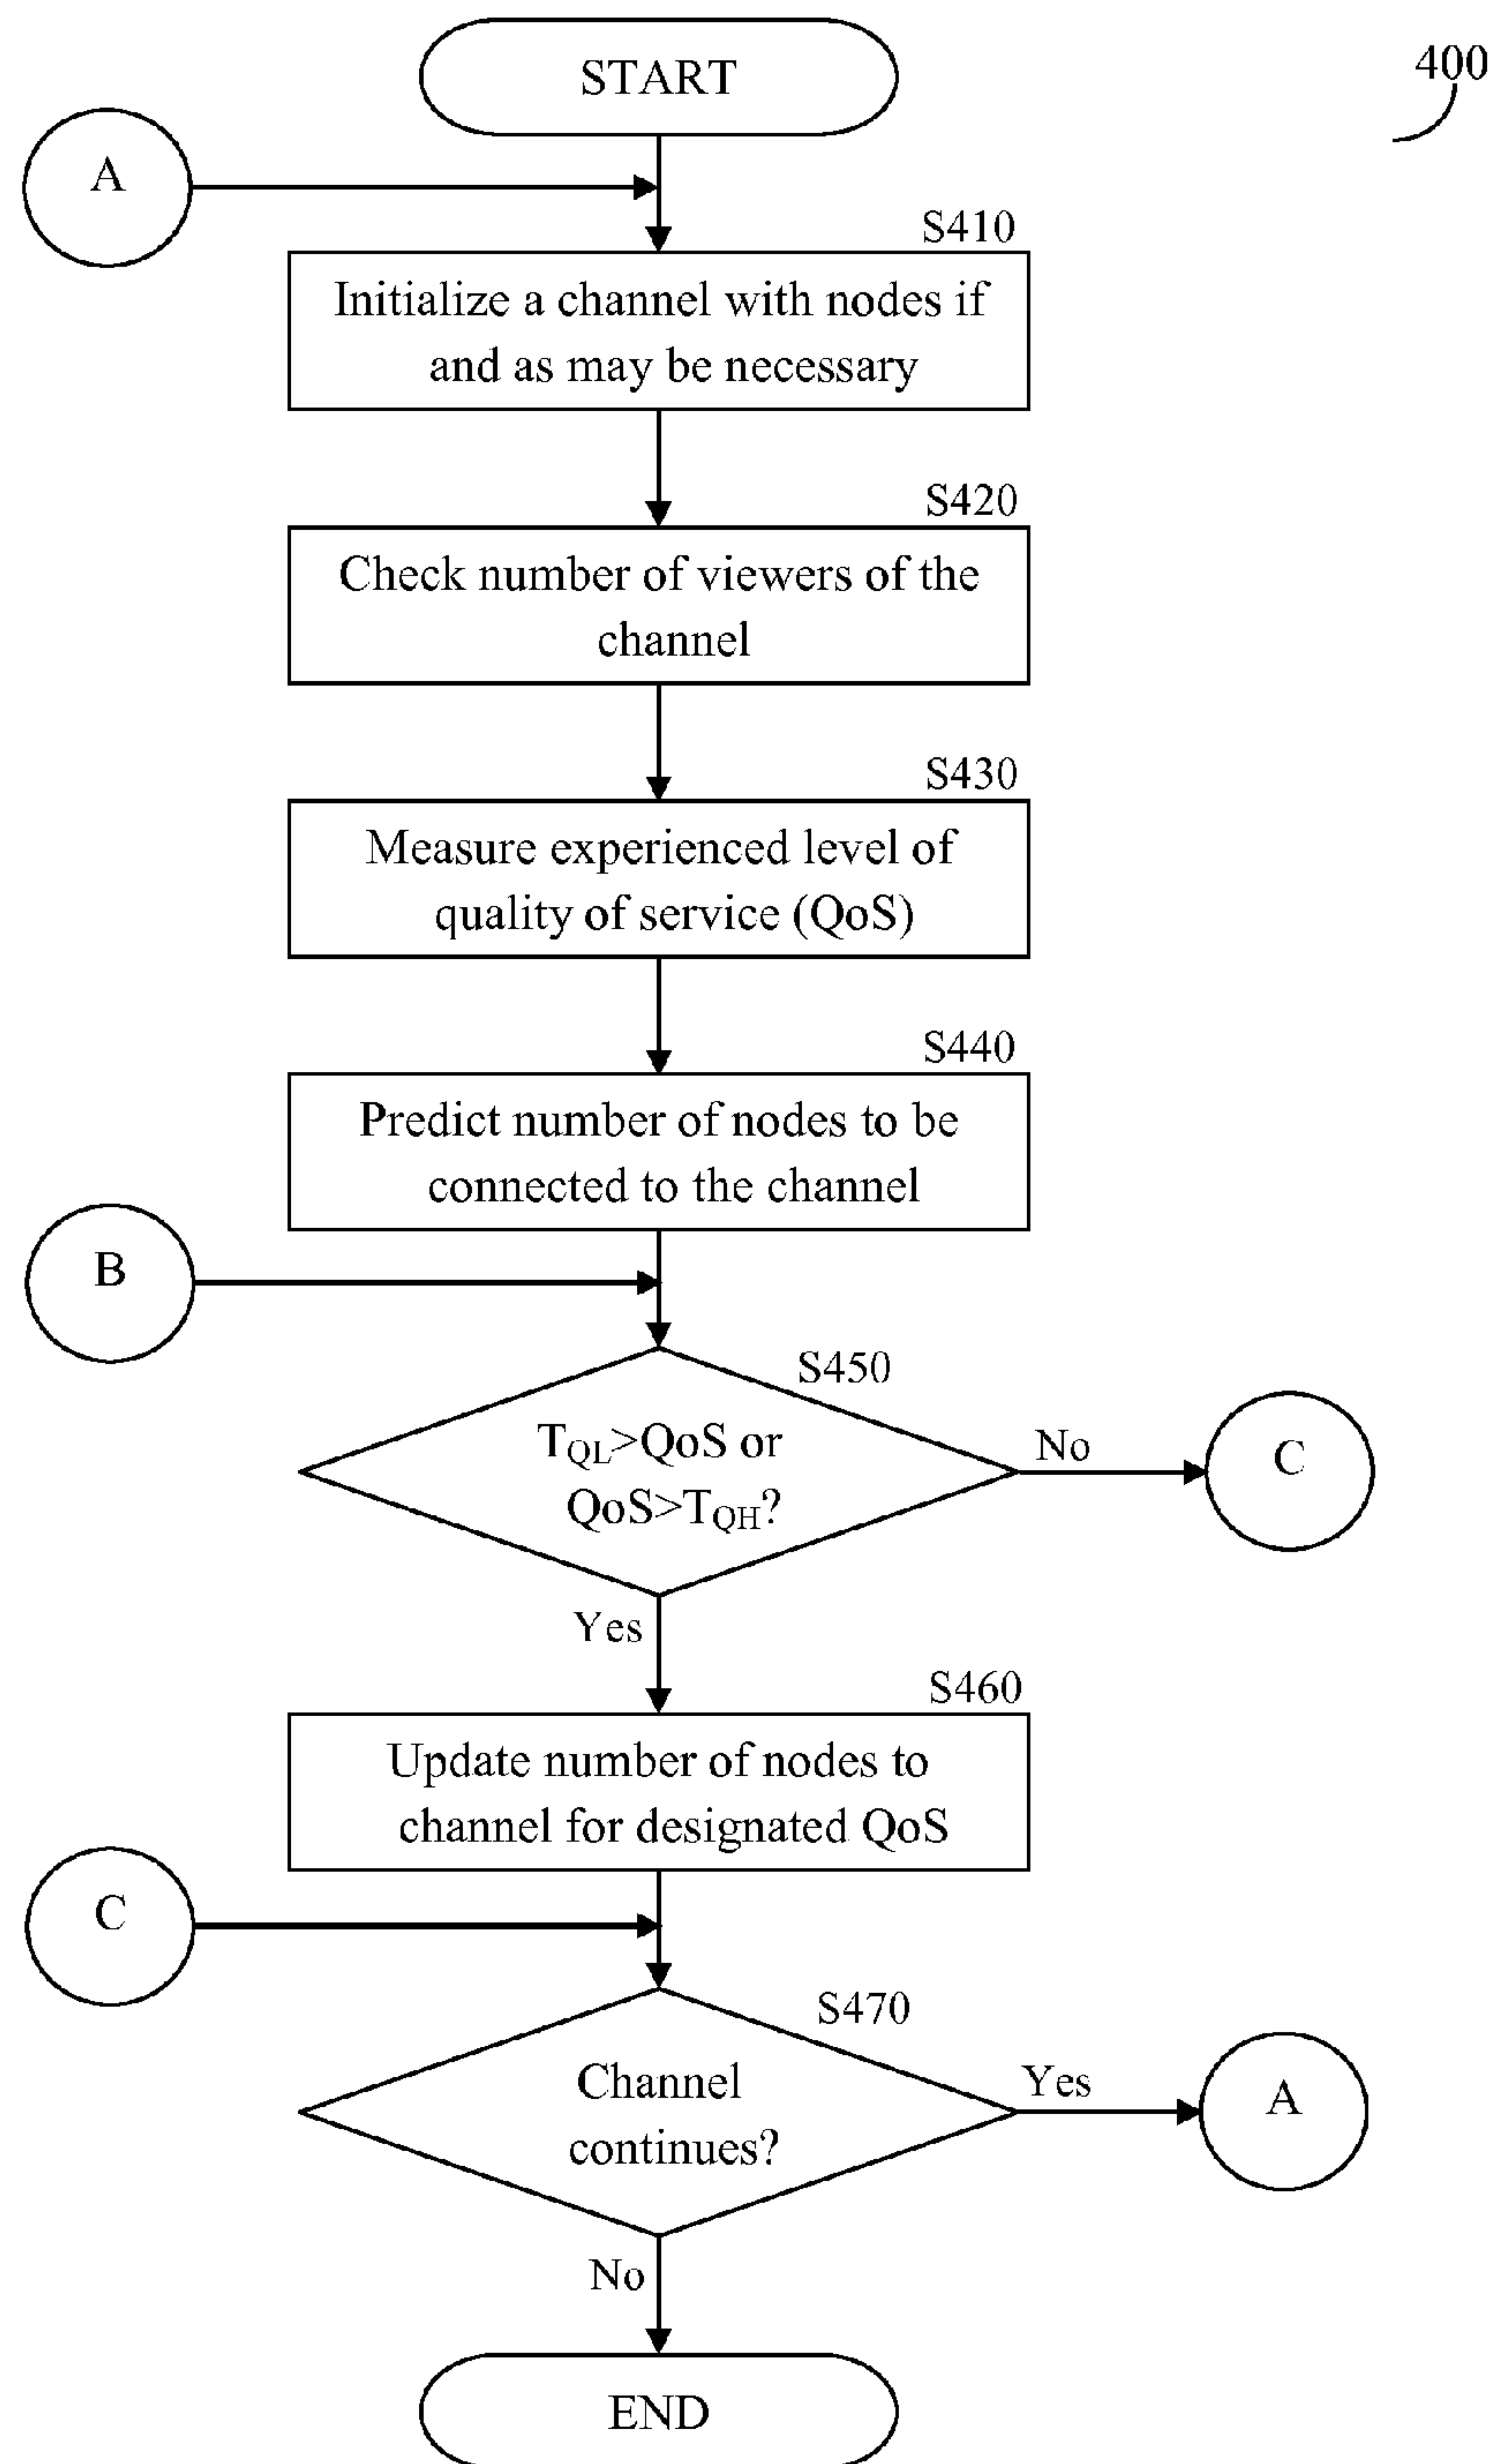 START
400
A
S410
Initialize a channel with nodes if
and as may be necessary
S420
Check number of viewers of the
channel
S430
Measure experienced level of
quality of service (QoS)
S440
Predict number of nodes to be
connected to the channel
B
S450
TQL>QoS or
QoS>TQH?
No
C
Yes
S460
Update number of nodes to
channel for designated QoS
C
S470
Channel
continues?
Yes
A
No
END